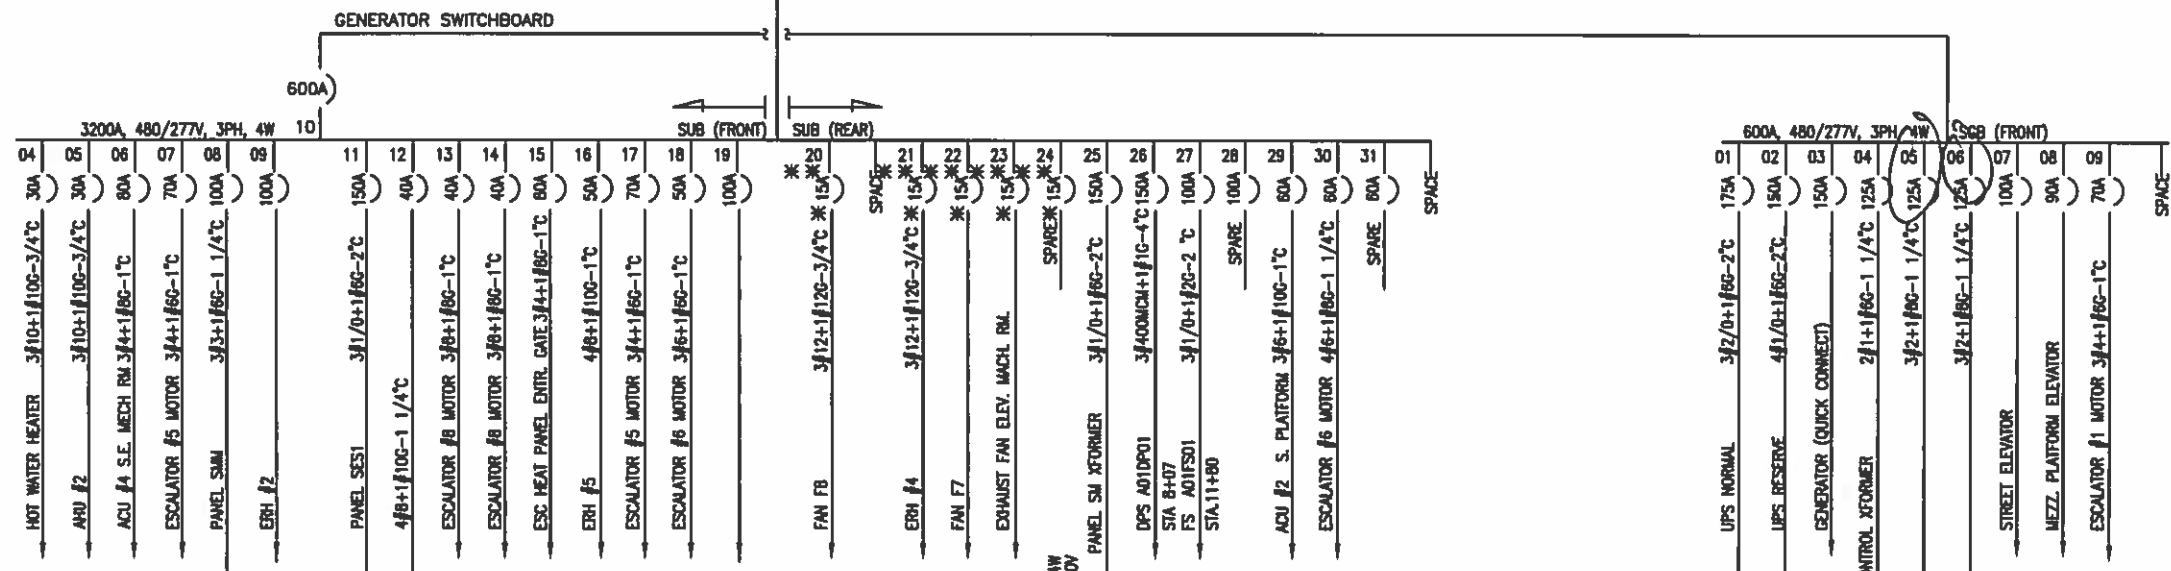 GENERATOR SWITCHBOARD
600A
3200A, 480/277V, 3PH, 4W
10
SUB (FRONT)
SUB (REAR)
600A, 480/277V, 3PH, 4W
SGB (FRONT)
04 30A 3#10+1#10G-3/4"C HOT WATER HEATER
05 30A 3#10+1#10G-3/4"C AHU #2
06 80A 3#4+1#8G-1"C ACU #4 S.E. MECH RM
07 70A 3#4+1#6G-1"C ESCALATOR #5 MOTOR
08 100A 3#3+1#6G-1 1/4"C PANEL SMM
09 100A ERH #2
11 150A 3#1/0+1#6G-2"C PANEL SES1
12 40A 4#8+1#10G-1 1/4"C
13 40A 3#8+1#8G-1"C ESCALATOR #8 MOTOR
14 40A 3#8+1#8G-1"C ESCALATOR #8 MOTOR
15 60A 3#4+1#8G-1"C ESC HEAT PANEL ENTR. GATE
16 50A 4#8+1#10G-1"C ERH #5
17 70A 3#4+1#6G-1"C ESCALATOR #5 MOTOR
18 50A 3#6+1#6G-1"C ESCALATOR #6 MOTOR
19 100A
20 ※ ※ ※ 15A 3#12+1#12G-3/4"C FAN F8
SPACE
21 ※ ※ ※ ※ 15A 3#12+1#12G-3/4"C ERH #4
22 ※ ※ 15A FAN F7
23 ※ ※ ※ 15A EXHAUST FAN ELEV. MACH. RM.
24 ※ ※ ※ 15A SPARE
25 150A 3#1/0+1#6G-2"C PANEL SM XFORMER
26 150A 3#400MCM+1#1G-4"C DPS A01DP01
STA 8+07
27 100A 3#1/0+1#2G-2 "C FS A01FS01
STA.11+80
28 100A SPARE
29 60A 3#6+1#10G-1"C ACU #2 S. PLATFORM
30 60A 4#6+1#8G-1 1/4"C ESCALATOR #6 MOTOR
31 60A SPARE
SPACE
01 175A 3#2/0+1#6G-2"C UPS NORMAL
02 150A 4#1/0+1#6G-2"C UPS RESERVE
03 150A GENERATOR (QUICK CONNECT)
04 125A 2#1+1#6G-1 1/4"C NTROL XFORMER
05 125A 3#2+1#8G-1 1/4"C
06 125A 3#2+1#8G-1 1/4"C
07 100A STREET ELEVATOR
08 90A MEZZ. PLATFORM ELEVATOR
09 70A 3#4+1#6G-1"C ESCALATOR #1 MOTOR
SPACE